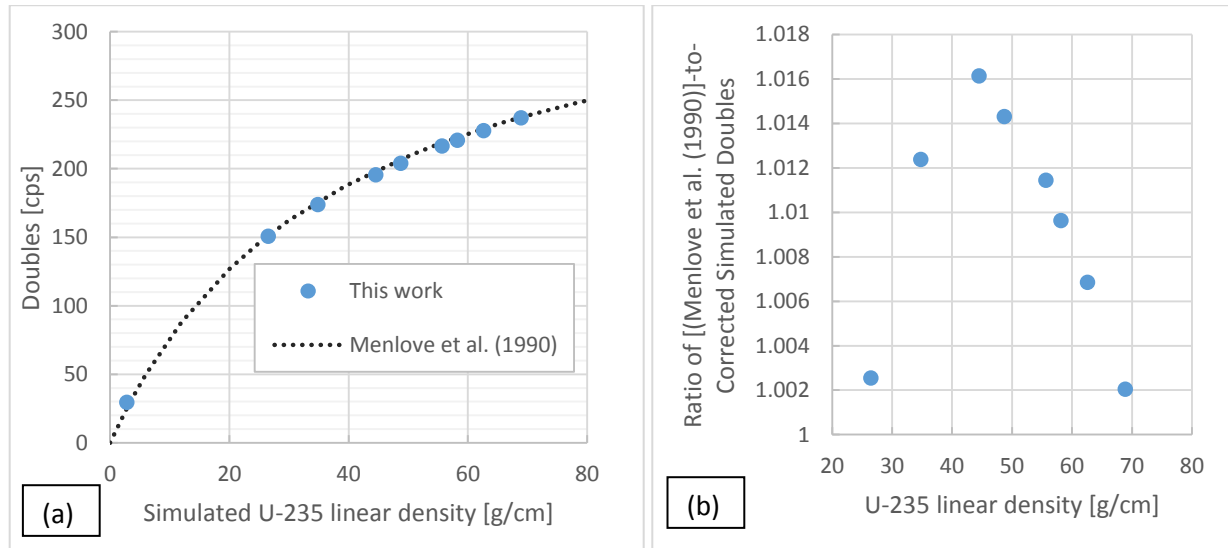 300
250
200
150
100
50
0
Doubles [cps]
This work
Menlove et al. (1990)
0 20 40 60 80
Simulated U-235 linear density [g/cm]
(a)
1.018
1.016
1.014
1.012
1.01
1.008
1.006
1.004
1.002
1
Ratio of [(Menlove et al. (1990)]-to-
Corrected Simulated Doubles
20 30 40 50 60 70 80
U-235 linear density [g/cm]
(b)